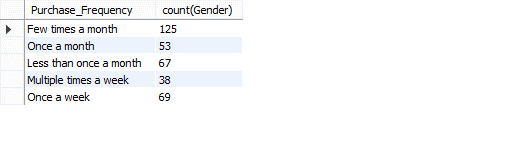 Purchase_Frequency count(Gender)
Few times a month 125
Once a month 53
Less than once a month 67
Multiple times a week 38
Once a week 69